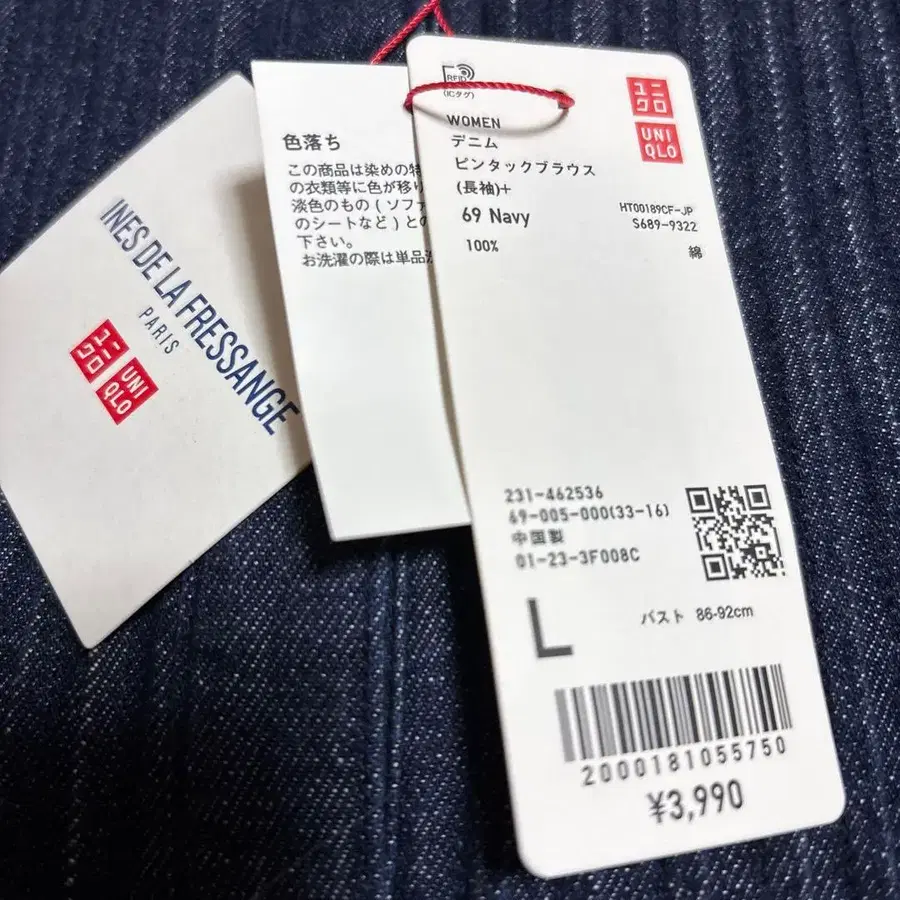 INES DE LA FRESSANGE
PARIS
ユニ
クロ
UNI
QLO
色落ち
この商品は染めの特
の衣類等に色が移り
淡色のもの(ソファ
のシートなど)との
下さい。
お洗濯の際は単品洗
RFID
(ICタグ)
ユニ
クロ
UNI
QLO
WOMEN
デニム
ピンタックブラウス
(長袖)+
69 Navy
HT00189CF-JP
S689-9322
100%
綿
231-462536
69-005-000(33-16)
中国製
01-23-3F008C
L
バスト 86-92cm
2000181055750
¥3,990